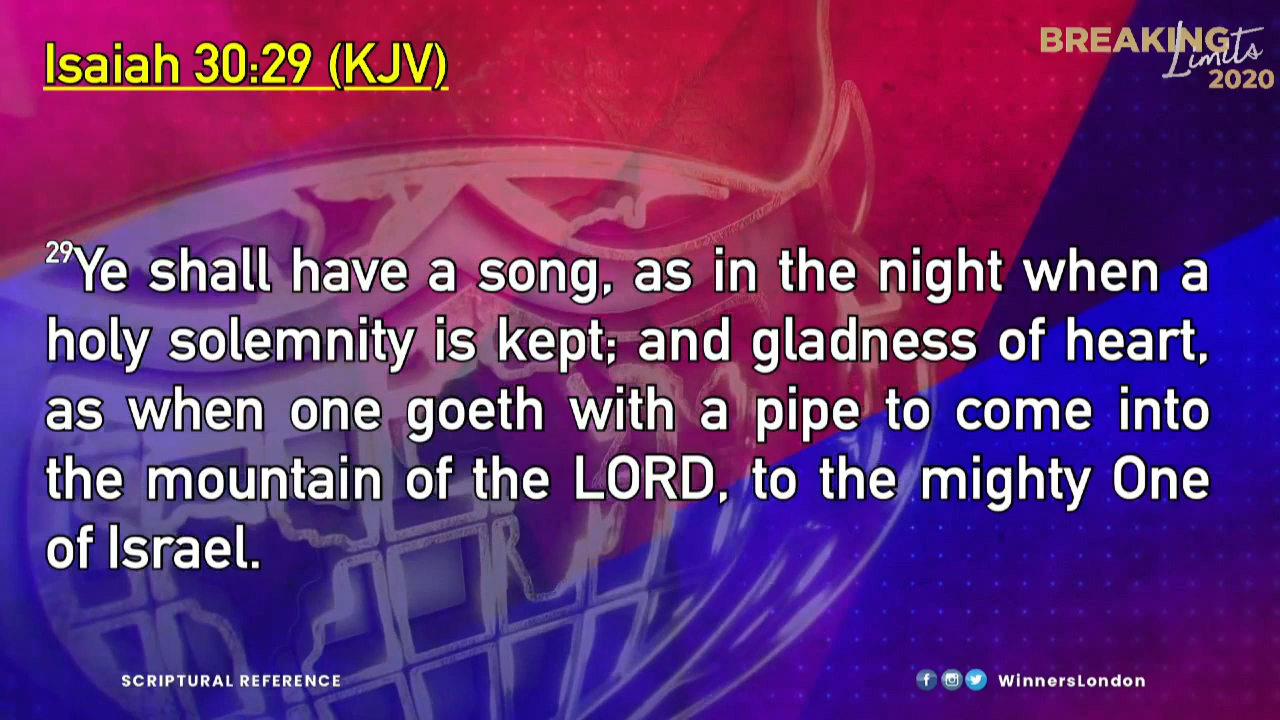 Isaiah 30:29 (KJV)
BREAKING
Limits
2020
29Ye shall have a song, as in the night when a
holy solemnity is kept; and gladness of heart,
as when one goeth with a pipe to come into
the mountain of the LORD, to the mighty One
of Israel.
SCRIPTURAL REFERENCE
WinnersLondon